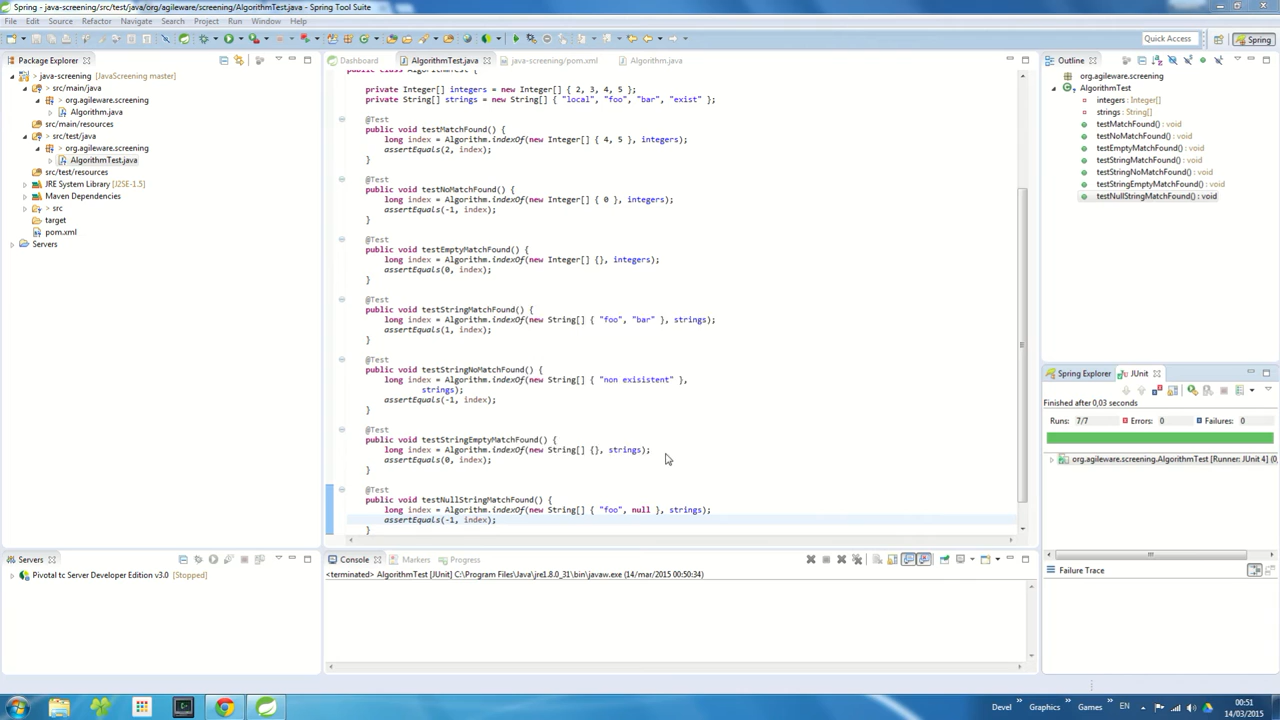 Spring - java-screening/src/test/java/org/agileware/screening/AlgorithmTest.java - Spring Tool Suite
File Edit Source Refactor Navigate Search Project Run Window Help
Quick Access
Spring
Package Explorer
java-screening [JavaScreening master]
src/main/java
org.agileware.screening
Algorithm.java
src/main/resources
src/test/java
org.agileware.screening
AlgorithmTest.java
src/test/resources
JRE System Library [J2SE-1.5]
Maven Dependencies
src
target
pom.xml
Servers
Dashboard AlgorithmTest.java java-screening/pom.xml Algorithm.java
public class AlgorithmTest {
private Integer[] integers = new Integer[] { 2, 3, 4, 5 };
private String[] strings = new String[] { "local", "foo", "bar", "exist" };
@Test
public void testMatchFound() {
long index = Algorithm.indexOf(new Integer[] { 4, 5 }, integers);
assertEquals(2, index);
}
@Test
public void testNoMatchFound() {
long index = Algorithm.indexOf(new Integer[] { 0 }, integers);
assertEquals(-1, index);
}
@Test
public void testEmptyMatchFound() {
long index = Algorithm.indexOf(new Integer[] {}, integers);
assertEquals(0, index);
}
@Test
public void testStringMatchFound() {
long index = Algorithm.indexOf(new String[] { "foo", "bar" }, strings);
assertEquals(1, index);
}
@Test
public void testStringNoMatchFound() {
long index = Algorithm.indexOf(new String[] { "non exisistent" },
strings);
assertEquals(-1, index);
}
@Test
public void testStringEmptyMatchFound() {
long index = Algorithm.indexOf(new String[] {}, strings);
assertEquals(0, index);
}
@Test
public void testNullStringMatchFound() {
long index = Algorithm.indexOf(new String[] { "foo", null }, strings);
assertEquals(-1, index);
}
Outline
org.agileware.screening
AlgorithmTest
integers : Integer[]
strings : String[]
testMatchFound() : void
testNoMatchFound() : void
testEmptyMatchFound() : void
testStringMatchFound() : void
testStringNoMatchFound() : void
testStringEmptyMatchFound() : void
testNullStringMatchFound() : void
Spring Explorer JUnit
Finished after 0,03 seconds
Runs: 7/7 Errors: 0 Failures: 0
org.agileware.screening.AlgorithmTest [Runner: JUnit 4] (0,
Failure Trace
Servers
Pivotal tc Server Developer Edition v3.0 [Stopped]
Console Markers Progress
<terminated> AlgorithmTest [JUnit] C:\Program Files\Java\jre1.8.0_31\bin\javaw.exe (14/mar/2015 00:50:34)
Devel Graphics Games EN 00:51
14/03/2015